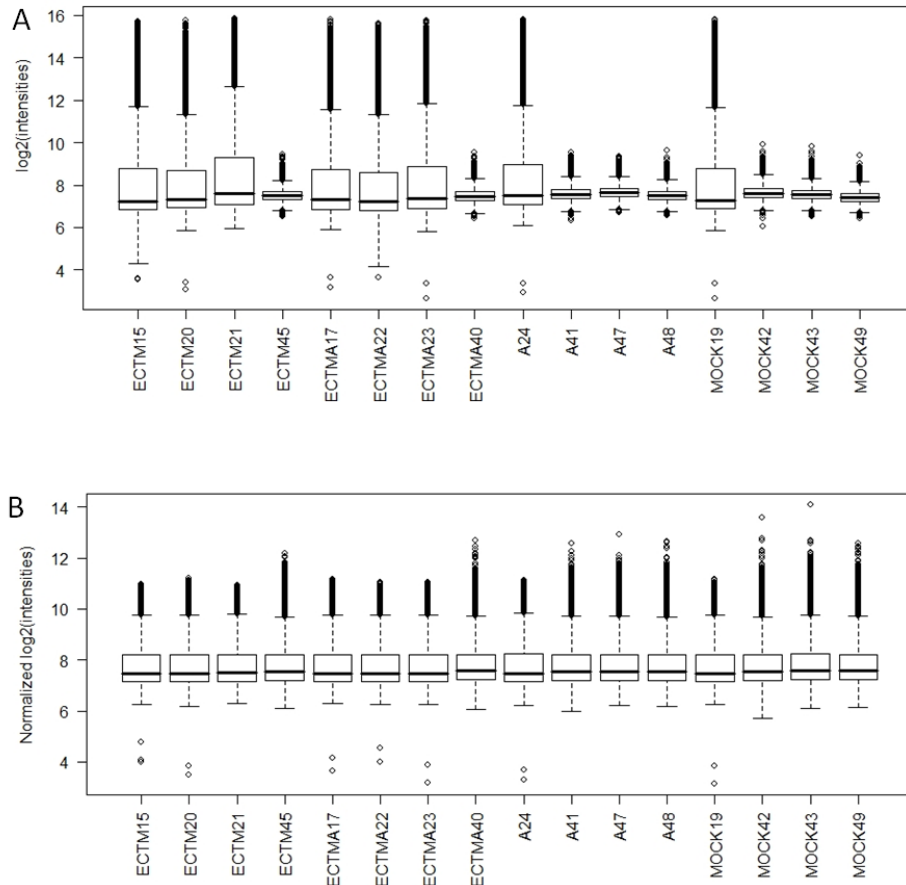 A
log2(intensities)
16
14
12
10
8
6
4
ECTM15
ECTM20
ECTM21
ECTM45
ECTMA17
ECTMA22
ECTMA23
ECTMA40
A24
A41
A47
A48
MOCK19
MOCK42
MOCK43
MOCK49
B
Normalized log2(intensities)
14
12
10
8
6
4
ECTM15
ECTM20
ECTM21
ECTM45
ECTMA17
ECTMA22
ECTMA23
ECTMA40
A24
A41
A47
A48
MOCK19
MOCK42
MOCK43
MOCK49